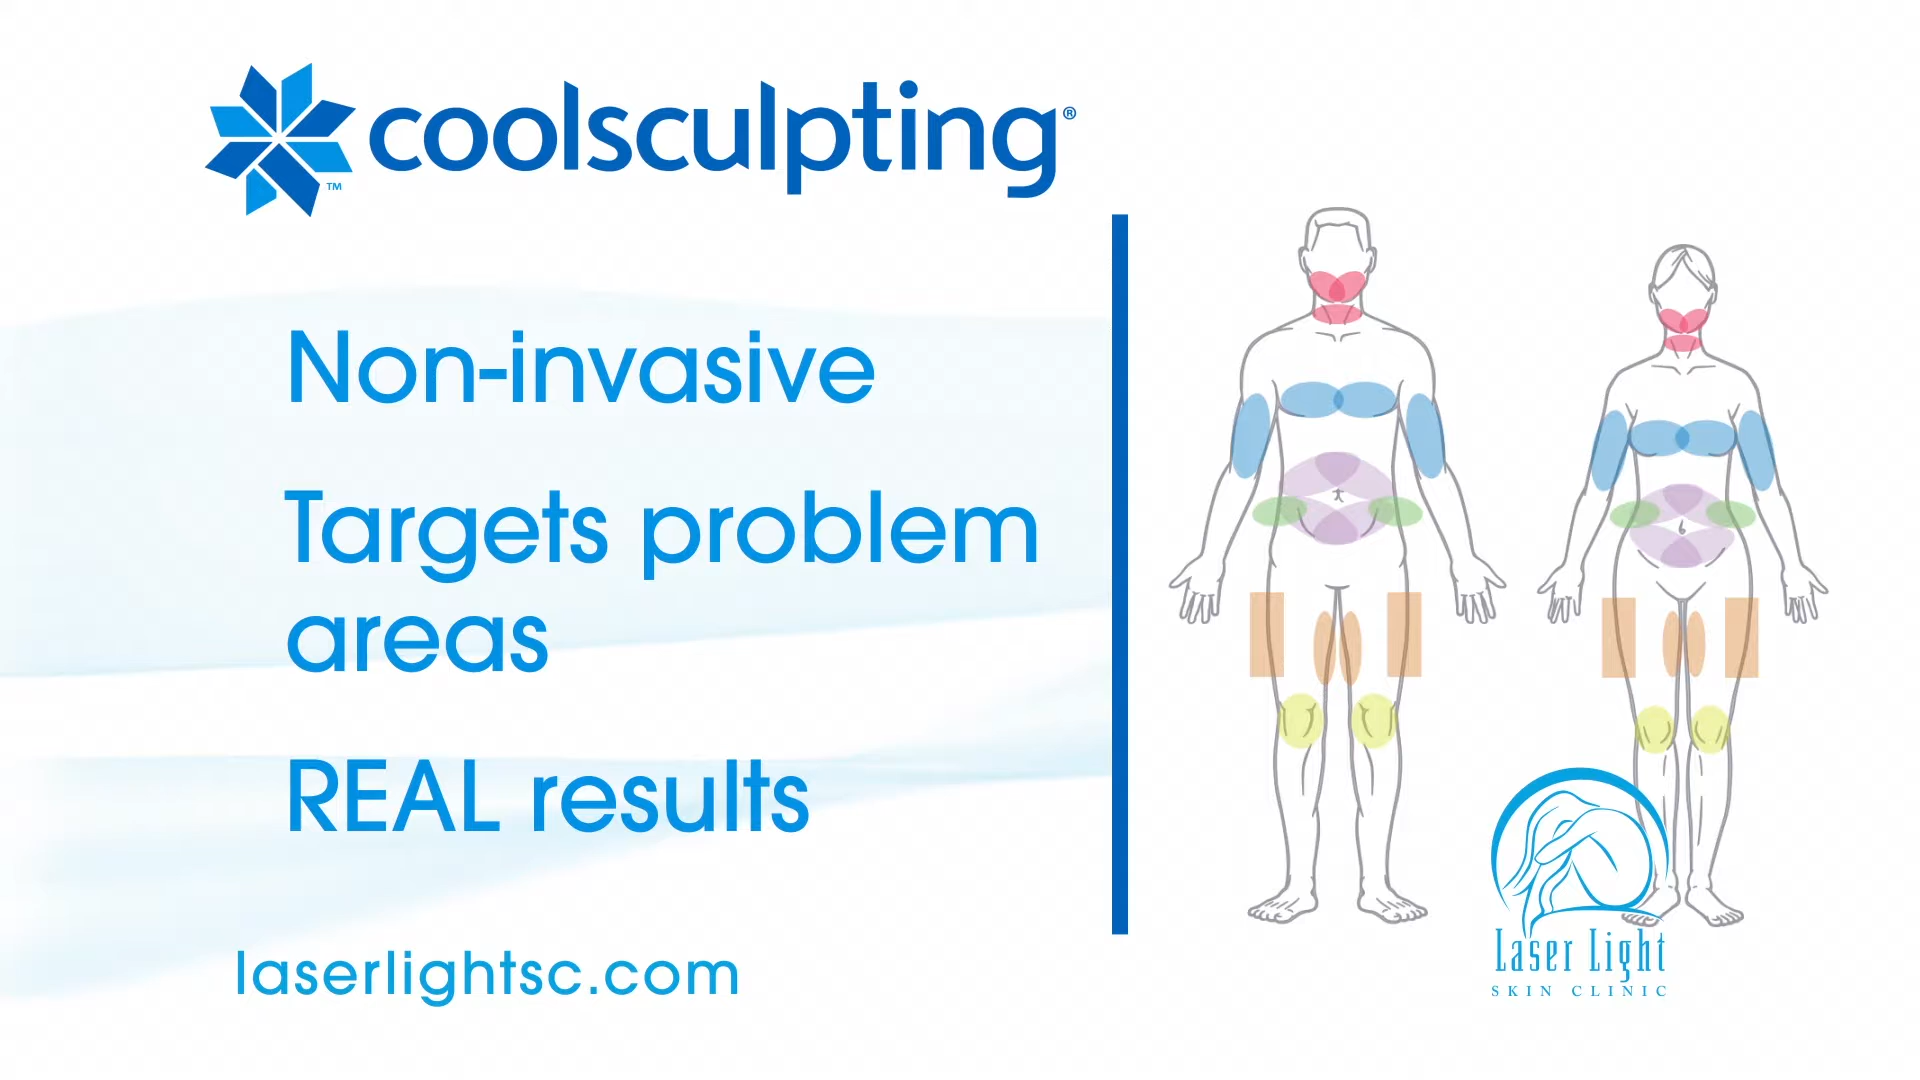 coolsculpting®
™
Non-invasive
Targets problem
areas
REAL results
laserlightsc.com
Laser Light
SKIN CLINIC